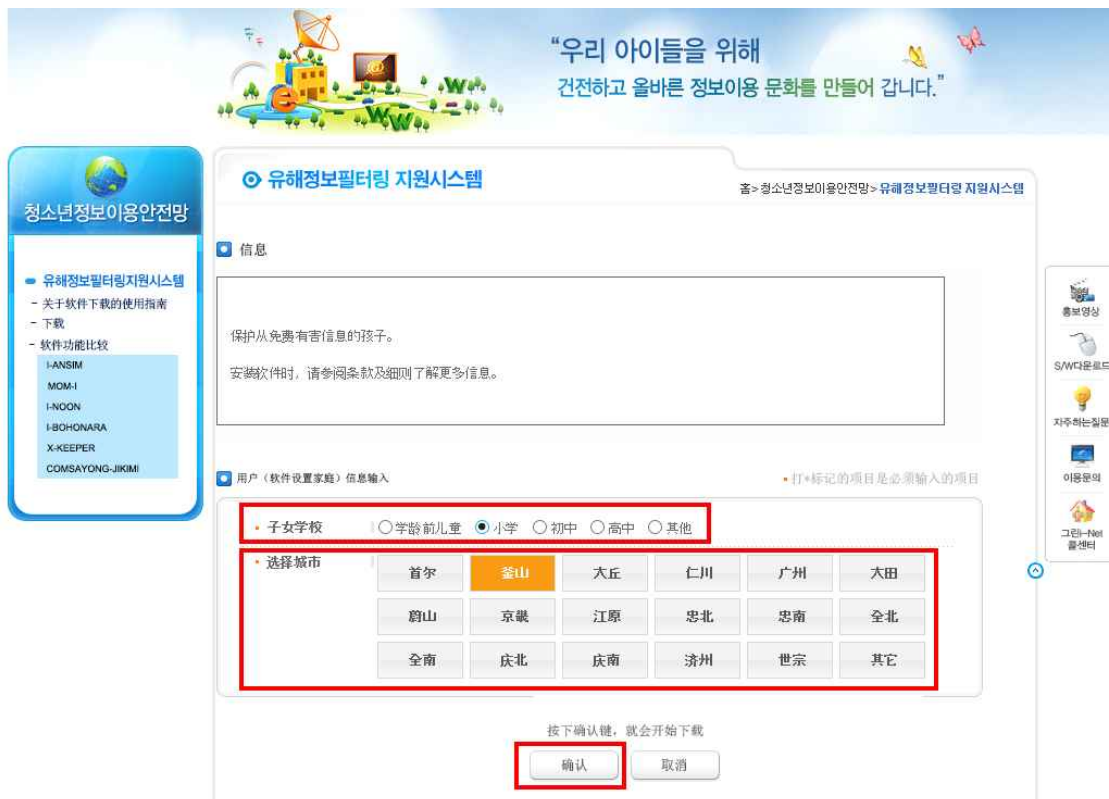 “우리 아이들을 위해
건전하고 올바른 정보이용 문화를 만들어 갑니다.”
청소년정보이용안전망
유해정보필터링지원시스템
- 关于软件下载的使用指南
- 下载
- 软件功能比较
I-ANSIM
MOM-I
I-NOON
I-BOHONARA
X-KEEPER
COMSAYONG-JIKIMI
유해정보필터링 지원시스템
홈>청소년정보이용안전망>유해정보필터링 지원시스템
信息
保护从免费有害信息的孩子。
安装软件时，请参阅条款及细则了解更多信息。
用户（软件设置家庭）信息输入
打*标记的项目是必须输入的项目
子女学校 学龄前儿童 小学 初中 高中 其他
选择城市
首尔 釜山 大丘 仁川 广州 大田
蔚山 京畿 江原 忠北 忠南 全北
全南 庆北 庆南 济州 世宗 其它
按下确认键，就会开始下载
确认 取消
홍보영상
S/W다운로드
자주하는질문
이용문의
그린i-Net
콜센터